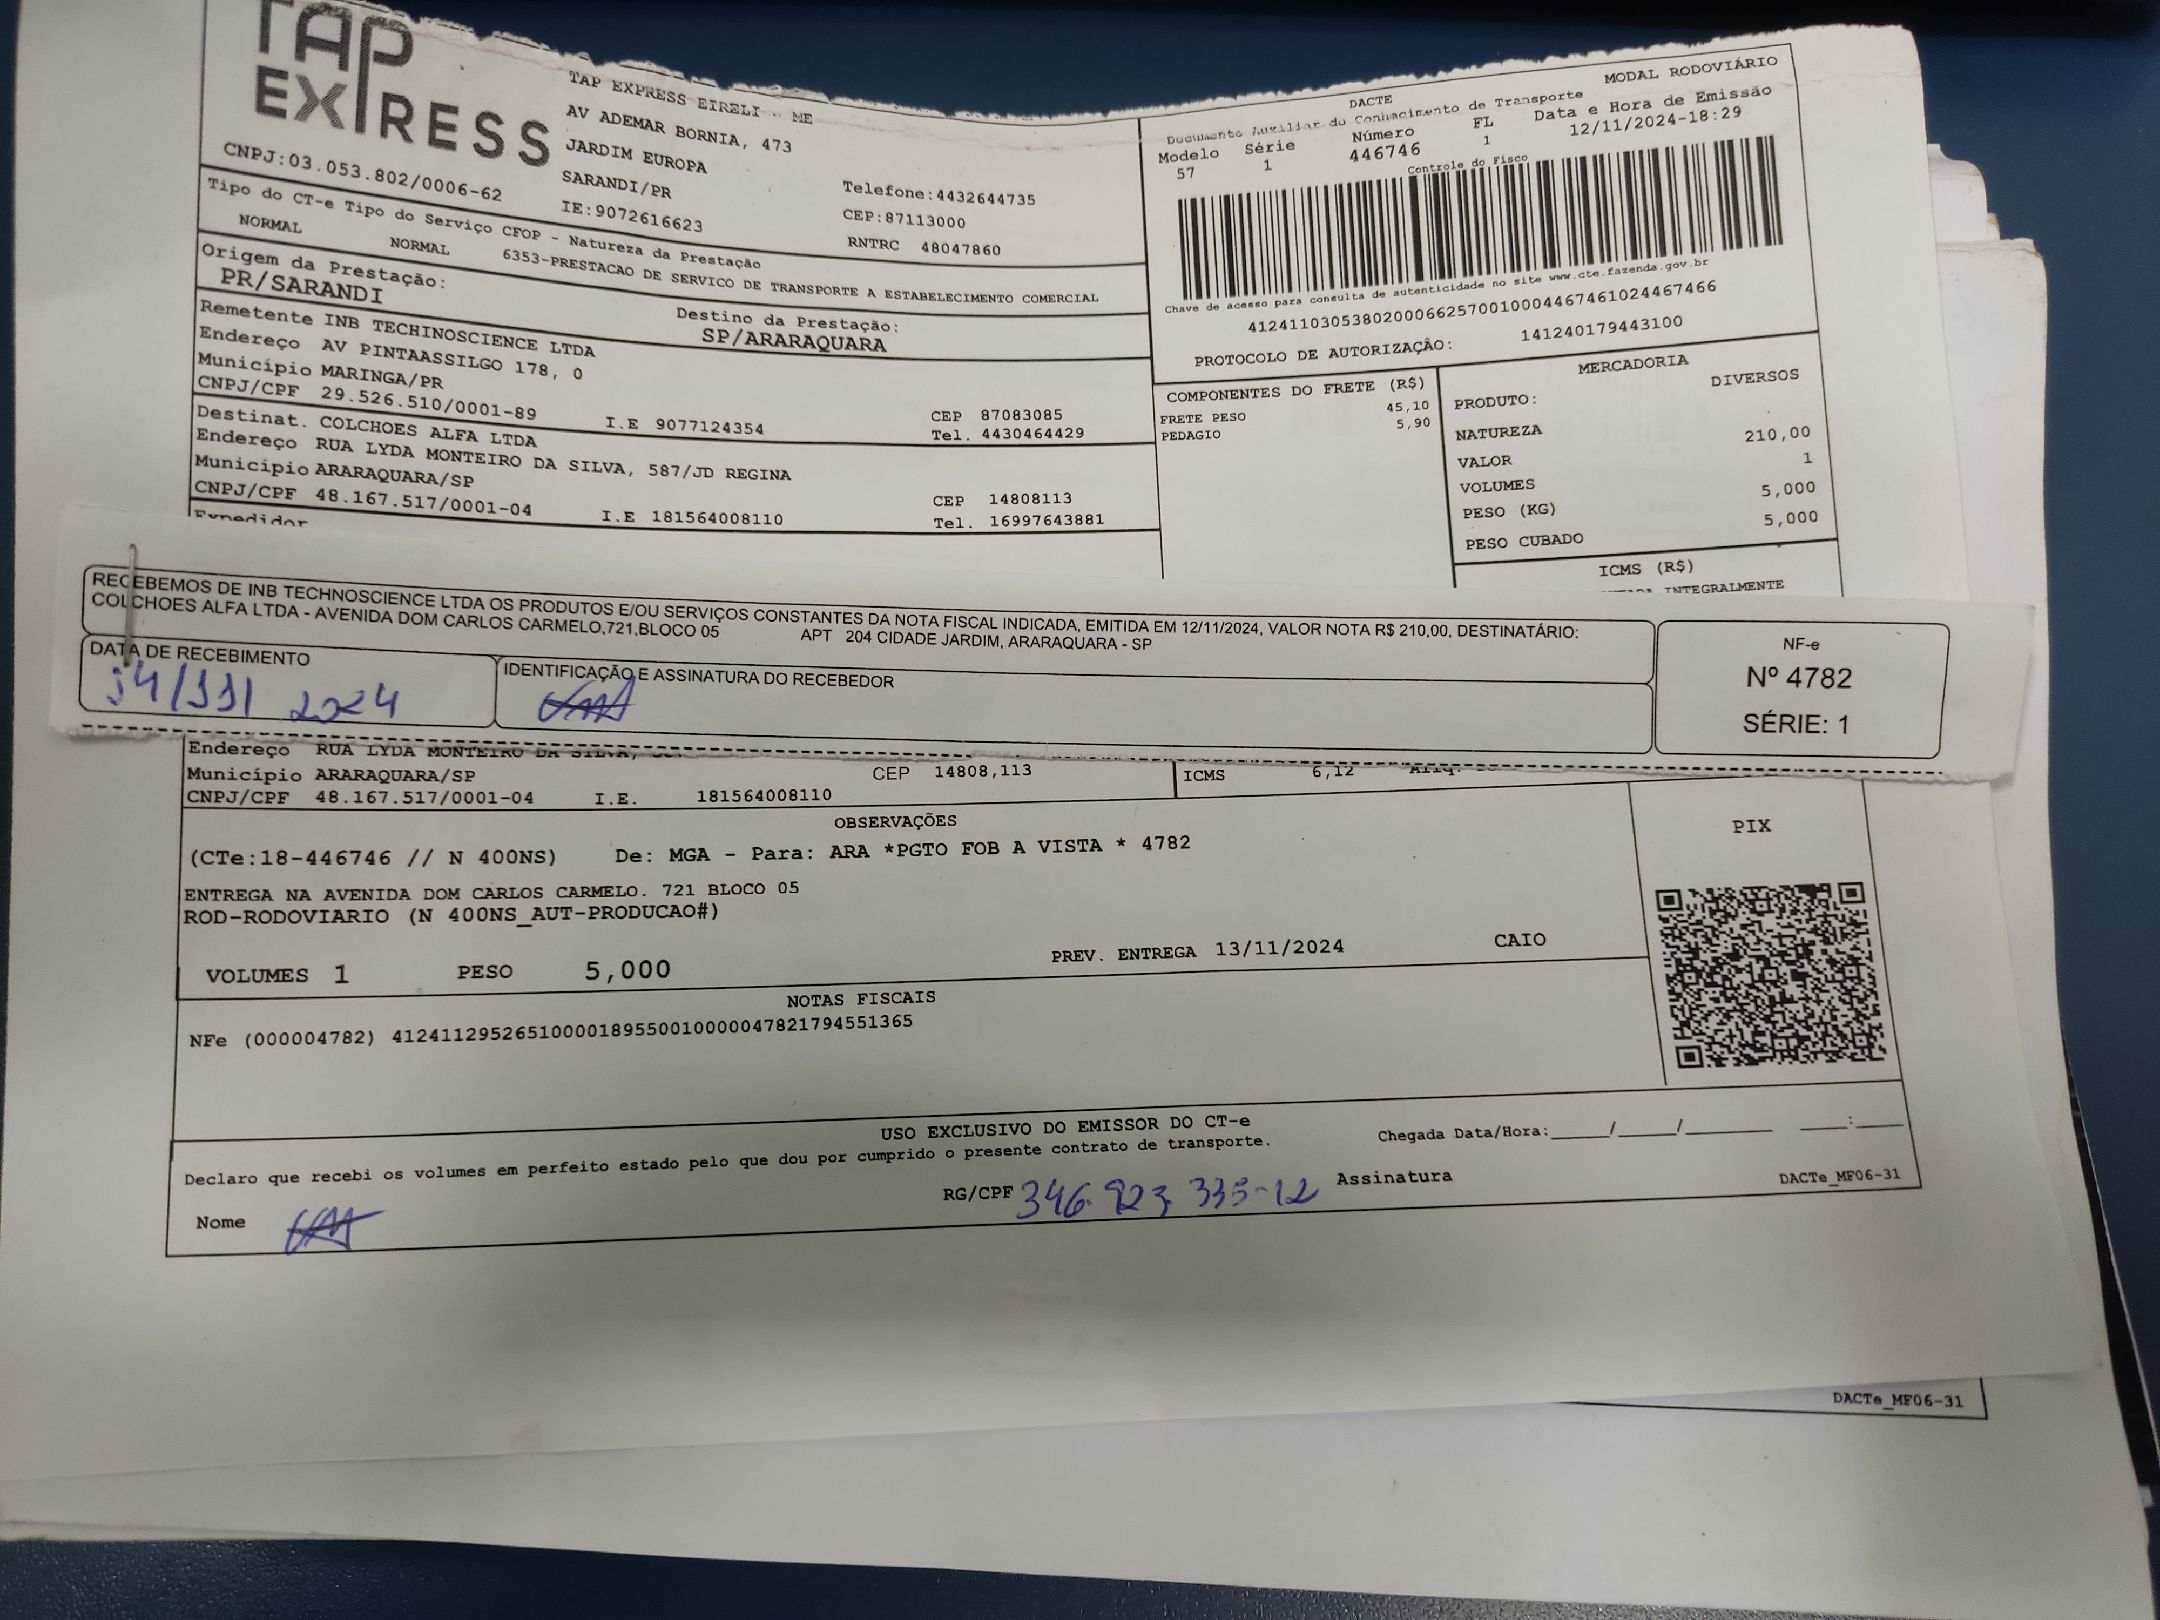 TAP
EXPRESS
TAP EXPRESS EIRELI - ME
AV ADEMAR BORNIA, 473
JARDIM EUROPA
SARANDI/PR
IE:9072616623
CNPJ:03.053.802/0006-62
Telefone:4432644735
CEP:87113000
RNTRC 48047860
Tipo do CT-e Tipo do Serviço CFOP - Natureza da Prestação
NORMAL NORMAL 6353-PRESTACAO DE SERVICO DE TRANSPORTE A ESTABELECIMENTO COMERCIAL
Origem da Prestação: Destino da Prestação:
PR/SARANDI SP/ARARAQUARA
Remetente INB TECHINOSCIENCE LTDA
Endereço AV PINTAASSILGO 178, 0
Município MARINGA/PR CEP 87083085
CNPJ/CPF 29.526.510/0001-89 I.E 9077124354 Tel. 4430464429
Destinat. COLCHOES ALFA LTDA
Endereço RUA LYDA MONTEIRO DA SILVA, 587/JD REGINA
Município ARARAQUARA/SP CEP 14808113
CNPJ/CPF 48.167.517/0001-04 I.E 181564008110 Tel. 16997643881
Expedidor
DACTE MODAL RODOVIÁRIO
Documento Auxiliar do Conhecimento de Transporte
Modelo Série Número FL Data e Hora de Emissão
57 1 446746 1 12/11/2024-18:29
Controle do Fisco
Chave de acesso para consulta de autenticidade no site www.cte.fazenda.gov.br
41241103053802000662570010004467461024467466
PROTOCOLO DE AUTORIZAÇÂO: 141240179443100
COMPONENTES DO FRETE (R$)
FRETE PESO 45,10
PEDAGIO 5,90
MERCADORIA
PRODUTO: DIVERSOS
NATUREZA
VALOR 210,00
VOLUMES 1
PESO (KG) 5,000
PESO CUBADO 5,000
ICMS (R$)
INTEGRALMENTE
RECEBEMOS DE INB TECHNOSCIENCE LTDA OS PRODUTOS E/OU SERVIÇOS CONSTANTES DA NOTA FISCAL INDICADA, EMITIDA EM 12/11/2024, VALOR NOTA R$ 210,00, DESTINATÁRIO:
COLCHOES ALFA LTDA - AVENIDA DOM CARLOS CARMELO,721,BLOCO 05 APT 204 CIDADE JARDIM, ARARAQUARA - SP
DATA DE RECEBIMENTO
14/11/ 2024
IDENTIFICAÇÃO E ASSINATURA DO RECEBEDOR
NF-e
Nº 4782
SÉRIE: 1
Endereço RUA LYDA MONTEIRO DA SILVA,
Município ARARAQUARA/SP CEP 14808,113 ICMS 6,12
CNPJ/CPF 48.167.517/0001-04 I.E. 181564008110
OBSERVAÇÕES
(CTe:18-446746 // N 400NS) De: MGA - Para: ARA *PGTO FOB A VISTA * 4782
ENTREGA NA AVENIDA DOM CARLOS CARMELO. 721 BLOCO 05
ROD-RODOVIARIO (N 400NS_AUT-PRODUCAO#)
VOLUMES 1 PESO 5,000 PREV. ENTREGA 13/11/2024 CAIO
PIX
NOTAS FISCAIS
NFe (000004782) 41241129526510000189550010000047821794551365
USO EXCLUSIVO DO EMISSOR DO CT-e
Declaro que recebi os volumes em perfeito estado pelo que dou por cumprido o presente contrato de transporte.
Chegada Data/Hora:_____/_____/________ ____:____
Nome RG/CPF 346.923.335-12 Assinatura
DACTe_MF06-31
DACTe_MF06-31